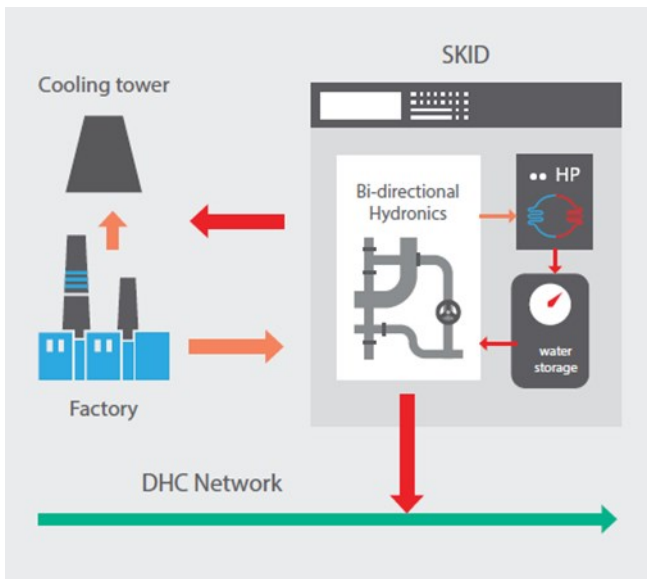 SKID
Cooling tower
Bi-directional
Hydronics
HP
water
storage
Factory
DHC Network